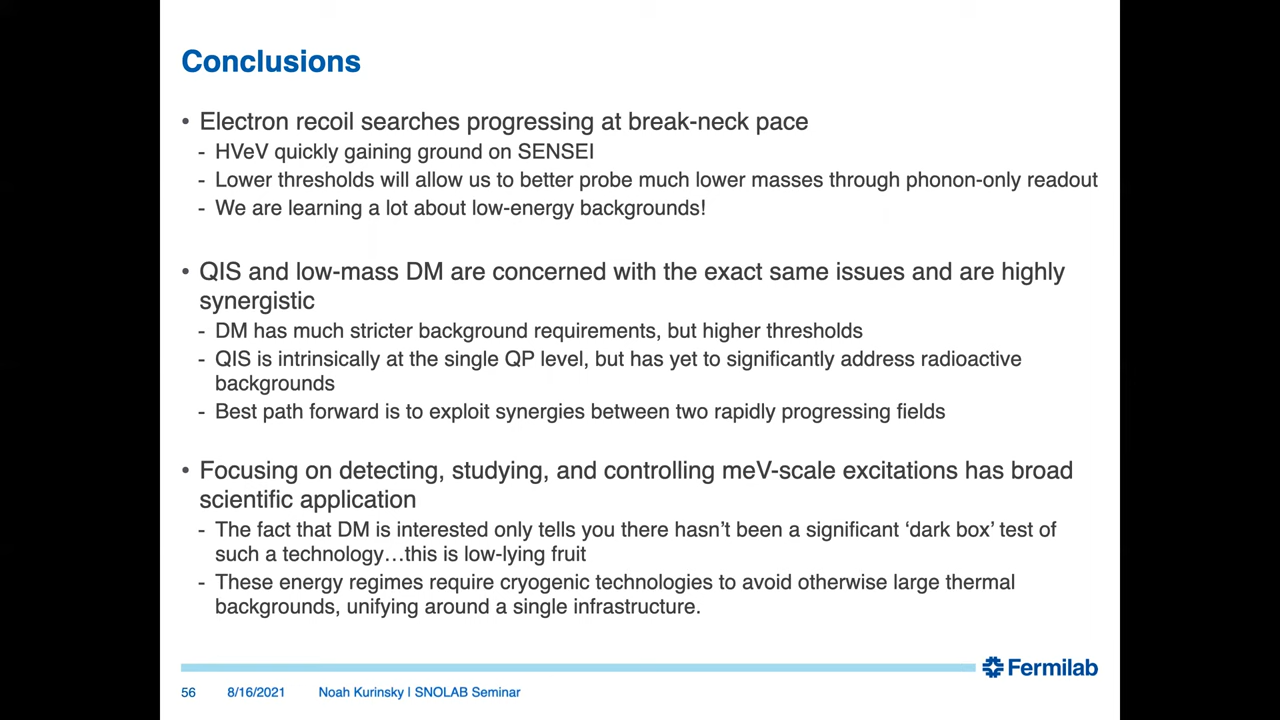 Conclusions
• Electron recoil searches progressing at break-neck pace
- HVeV quickly gaining ground on SENSEI
- Lower thresholds will allow us to better probe much lower masses through phonon-only readout
- We are learning a lot about low-energy backgrounds!
• QIS and low-mass DM are concerned with the exact same issues and are highly
synergistic
- DM has much stricter background requirements, but higher thresholds
- QIS is intrinsically at the single QP level, but has yet to significantly address radioactive
backgrounds
- Best path forward is to exploit synergies between two rapidly progressing fields
• Focusing on detecting, studying, and controlling meV-scale excitations has broad
scientific application
- The fact that DM is interested only tells you there hasn’t been a significant ‘dark box’ test of
such a technology…this is low-lying fruit
- These energy regimes require cryogenic technologies to avoid otherwise large thermal
backgrounds, unifying around a single infrastructure.
Fermilab
56 8/16/2021 Noah Kurinsky | SNOLAB Seminar